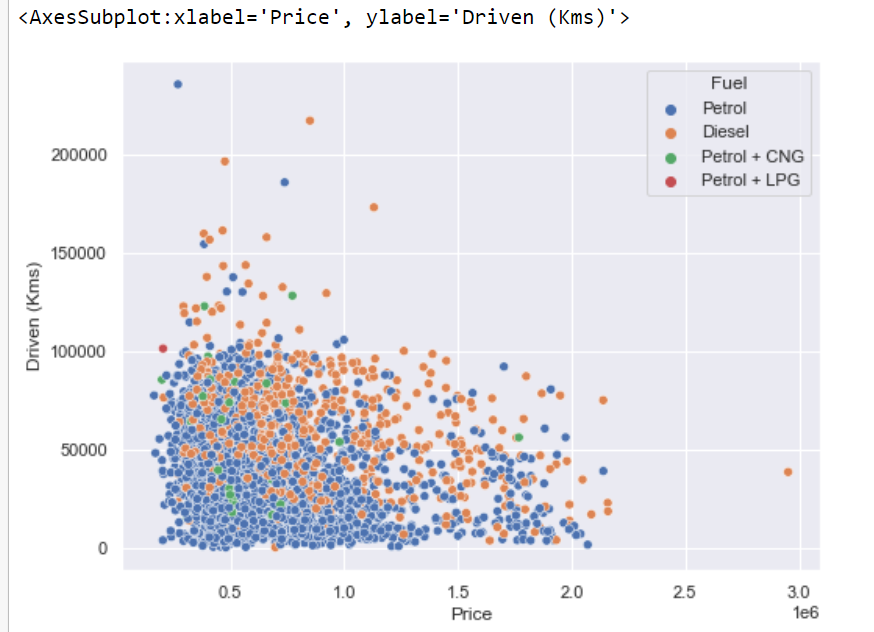 <AxesSubplot:xlabel='Price', ylabel='Driven (Kms)'>
Fuel
Petrol
Diesel
Petrol + CNG
Petrol + LPG
200000
150000
100000
50000
0
Driven (Kms)
0.5 1.0 1.5 2.0 2.5 3.0
1e6
Price